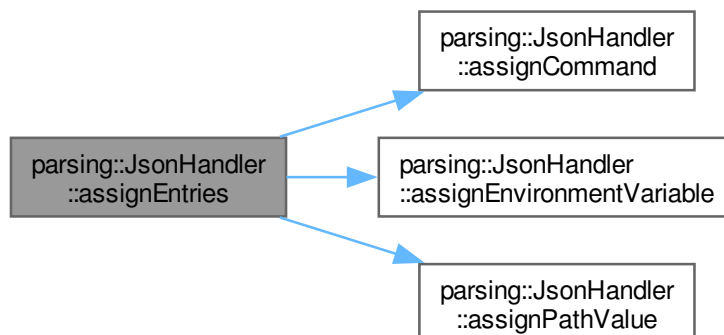 parsing::JsonHandler
::assignCommand
parsing::JsonHandler
::assignEntries
parsing::JsonHandler
::assignEnvironmentVariable
parsing::JsonHandler
::assignPathValue